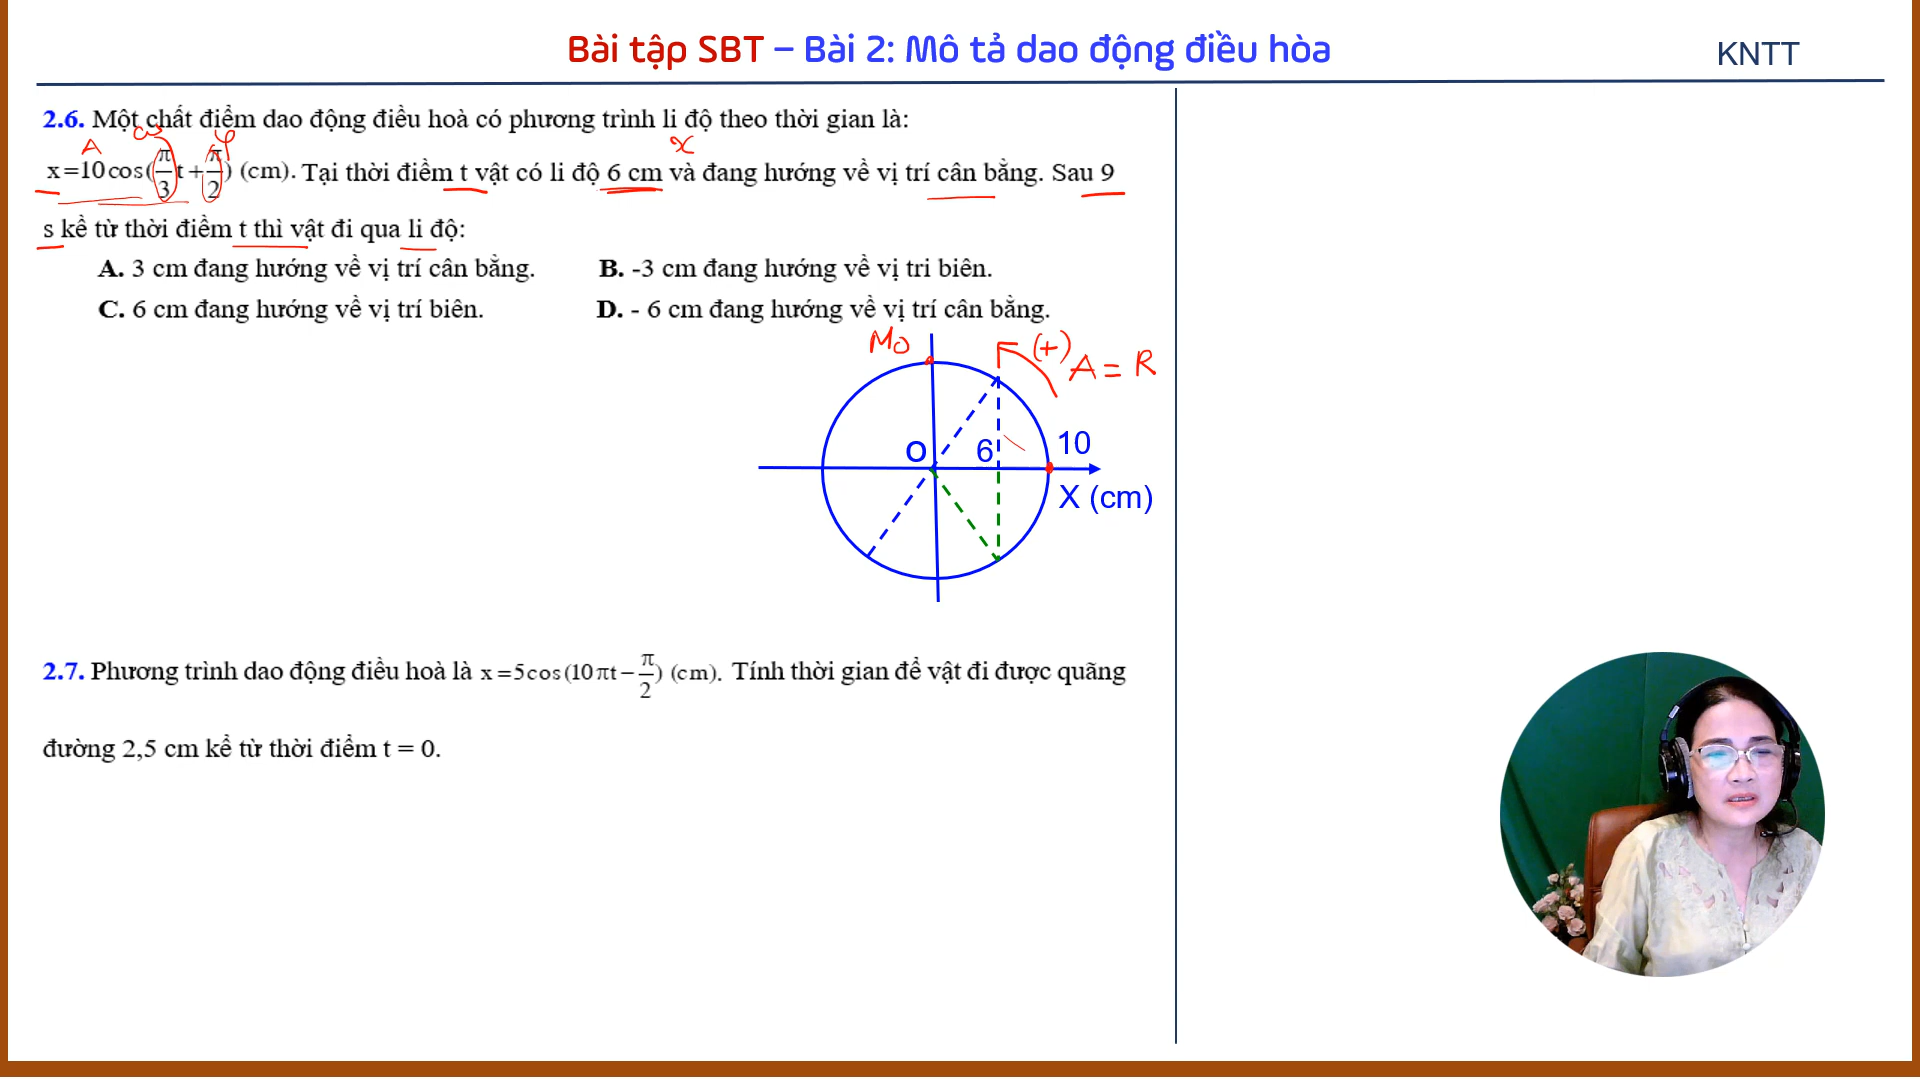 Bài tập SBT – Bài 2: Mô tả dao động điều hòa
KNTT
2.6. Một chất điểm dao động điều hoà có phương trình li độ theo thời gian là:
A ω φ x
x=10cos(π/3 t+π/2) (cm). Tại thời điểm t vật có li độ 6 cm và đang hướng về vị trí cân bằng. Sau 9
s kể từ thời điểm t thì vật đi qua li độ:
A. 3 cm đang hướng về vị trí cân bằng. B. -3 cm đang hướng về vị tri biên.
C. 6 cm đang hướng về vị trí biên. D. - 6 cm đang hướng về vị trí cân bằng.
M0 (+) A = R
O 6 10
X (cm)
2.7. Phương trình dao động điều hoà là x=5cos(10πt−π/2) (cm). Tính thời gian để vật đi được quãng
đường 2,5 cm kể từ thời điểm t = 0.